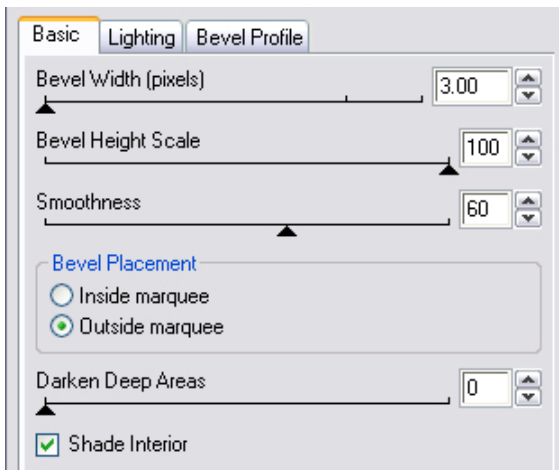 Basic Lighting Bevel Profile
Bevel Width (pixels) 3.00
Bevel Height Scale 100
Smoothness 60
Bevel Placement
Inside marquee
Outside marquee
Darken Deep Areas 0
Shade Interior